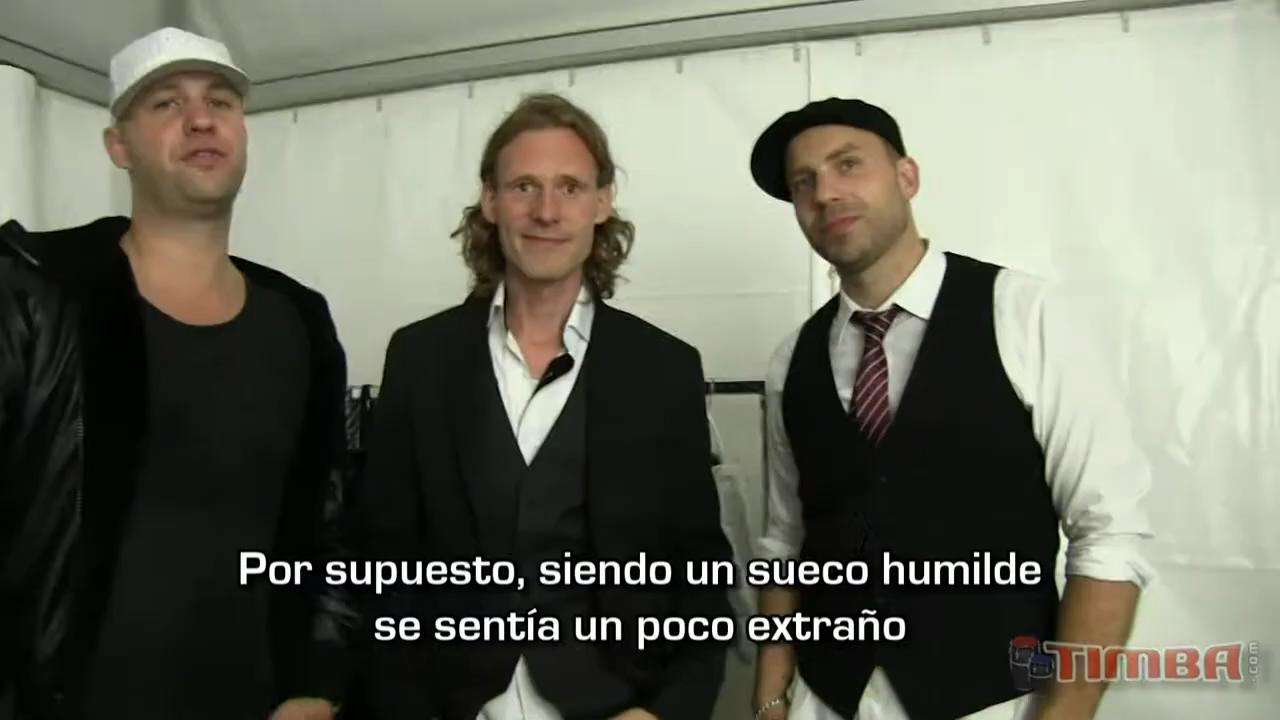 Por supuesto, siendo un sueco humilde
se sentía un poco extraño
TIMBA.com